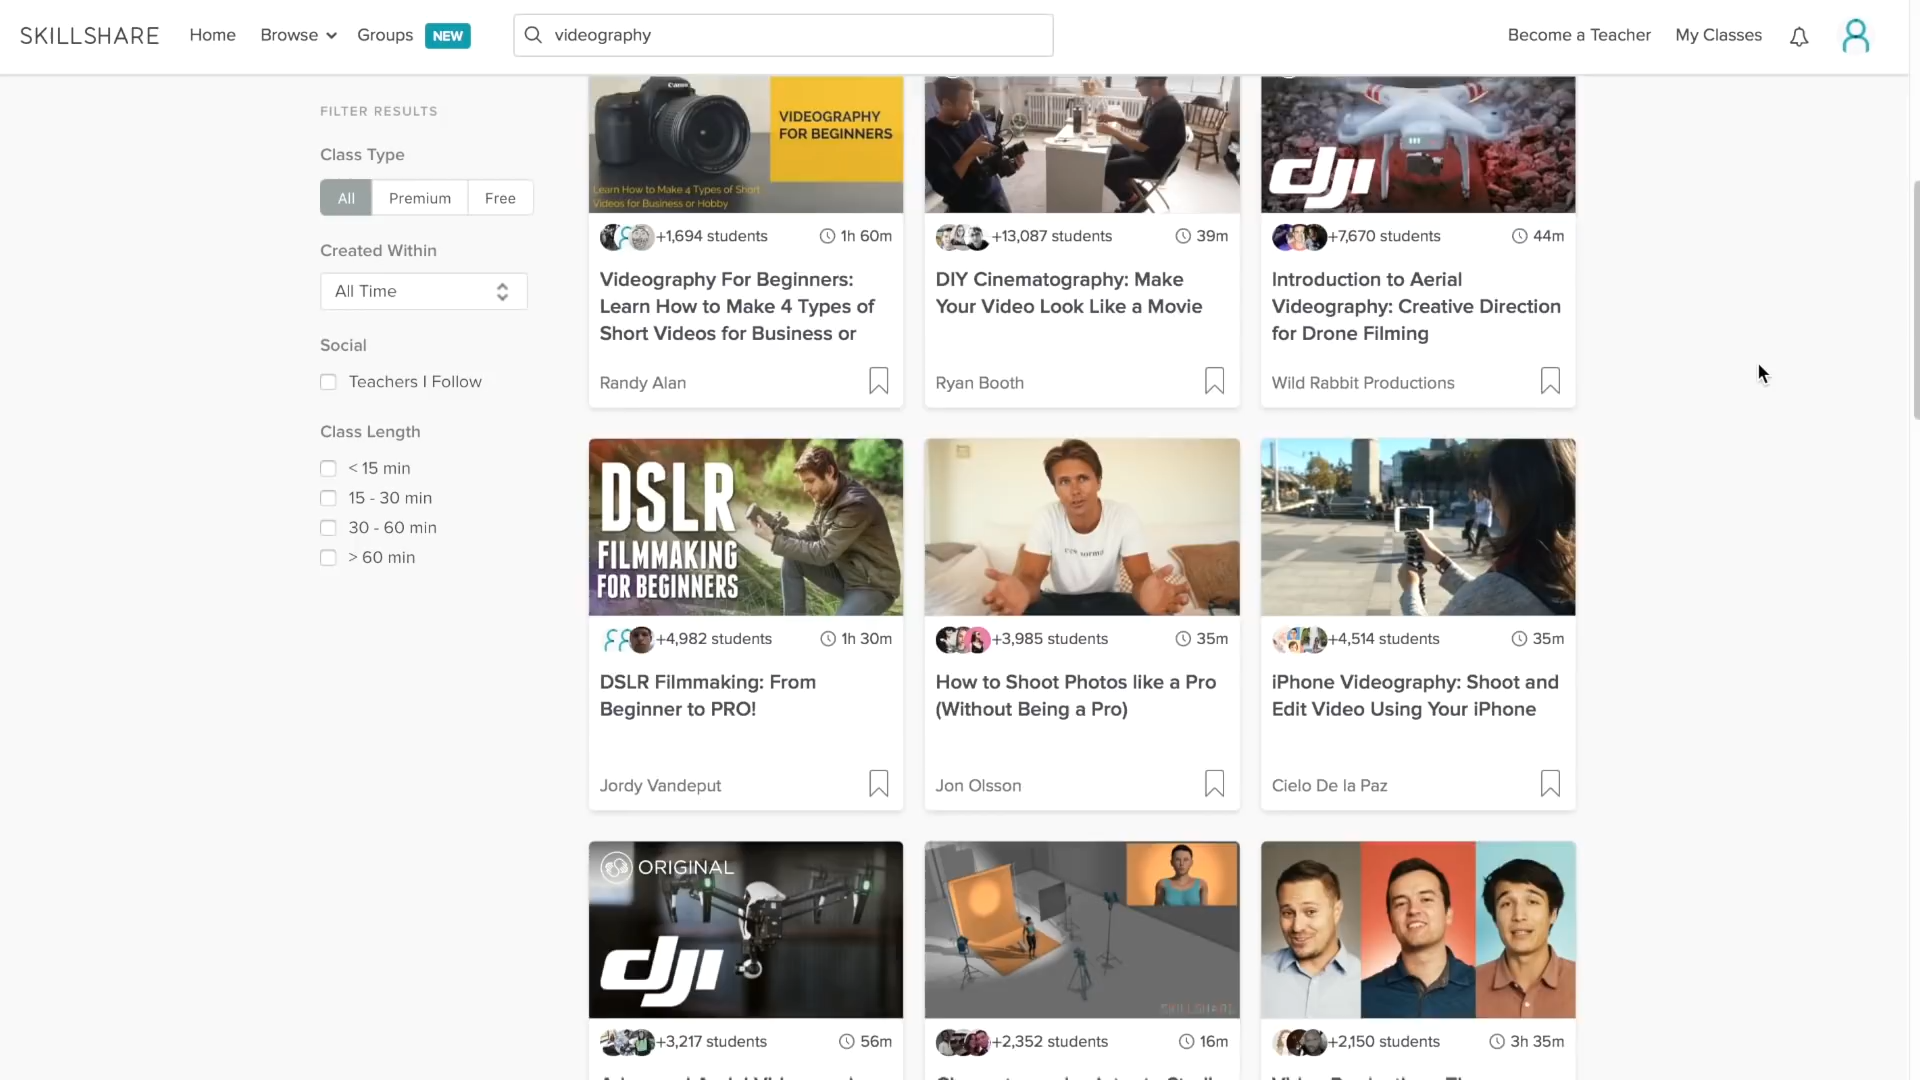 SKILLSHARE
Home
Browse
Groups
NEW
videography
Become a Teacher
My Classes
FILTER RESULTS
Class Type
All
Premium
Free
Created Within
All Time
Social
Teachers I Follow
Class Length
< 15 min
15 - 30 min
30 - 60 min
> 60 min
Canon
VIDEOGRAPHY
FOR BEGINNERS
Learn How to Make 4 Types of Short
Videos for Business or Hobby
+1,694 students
1h 60m
Videography For Beginners:
Learn How to Make 4 Types of
Short Videos for Business or
Randy Alan
+13,087 students
39m
DIY Cinematography: Make
Your Video Look Like a Movie
Ryan Booth
dji
+7,670 students
44m
Introduction to Aerial
Videography: Creative Direction
for Drone Filming
Wild Rabbit Productions
DSLR
FILMMAKING
FOR BEGINNERS
+4,982 students
1h 30m
DSLR Filmmaking: From
Beginner to PRO!
Jordy Vandeput
+3,985 students
35m
How to Shoot Photos like a Pro
(Without Being a Pro)
Jon Olsson
+4,514 students
35m
iPhone Videography: Shoot and
Edit Video Using Your iPhone
Cielo De la Paz
ORIGINAL
dji
+3,217 students
56m
SKILLSHARE
+2,352 students
16m
+2,150 students
3h 35m